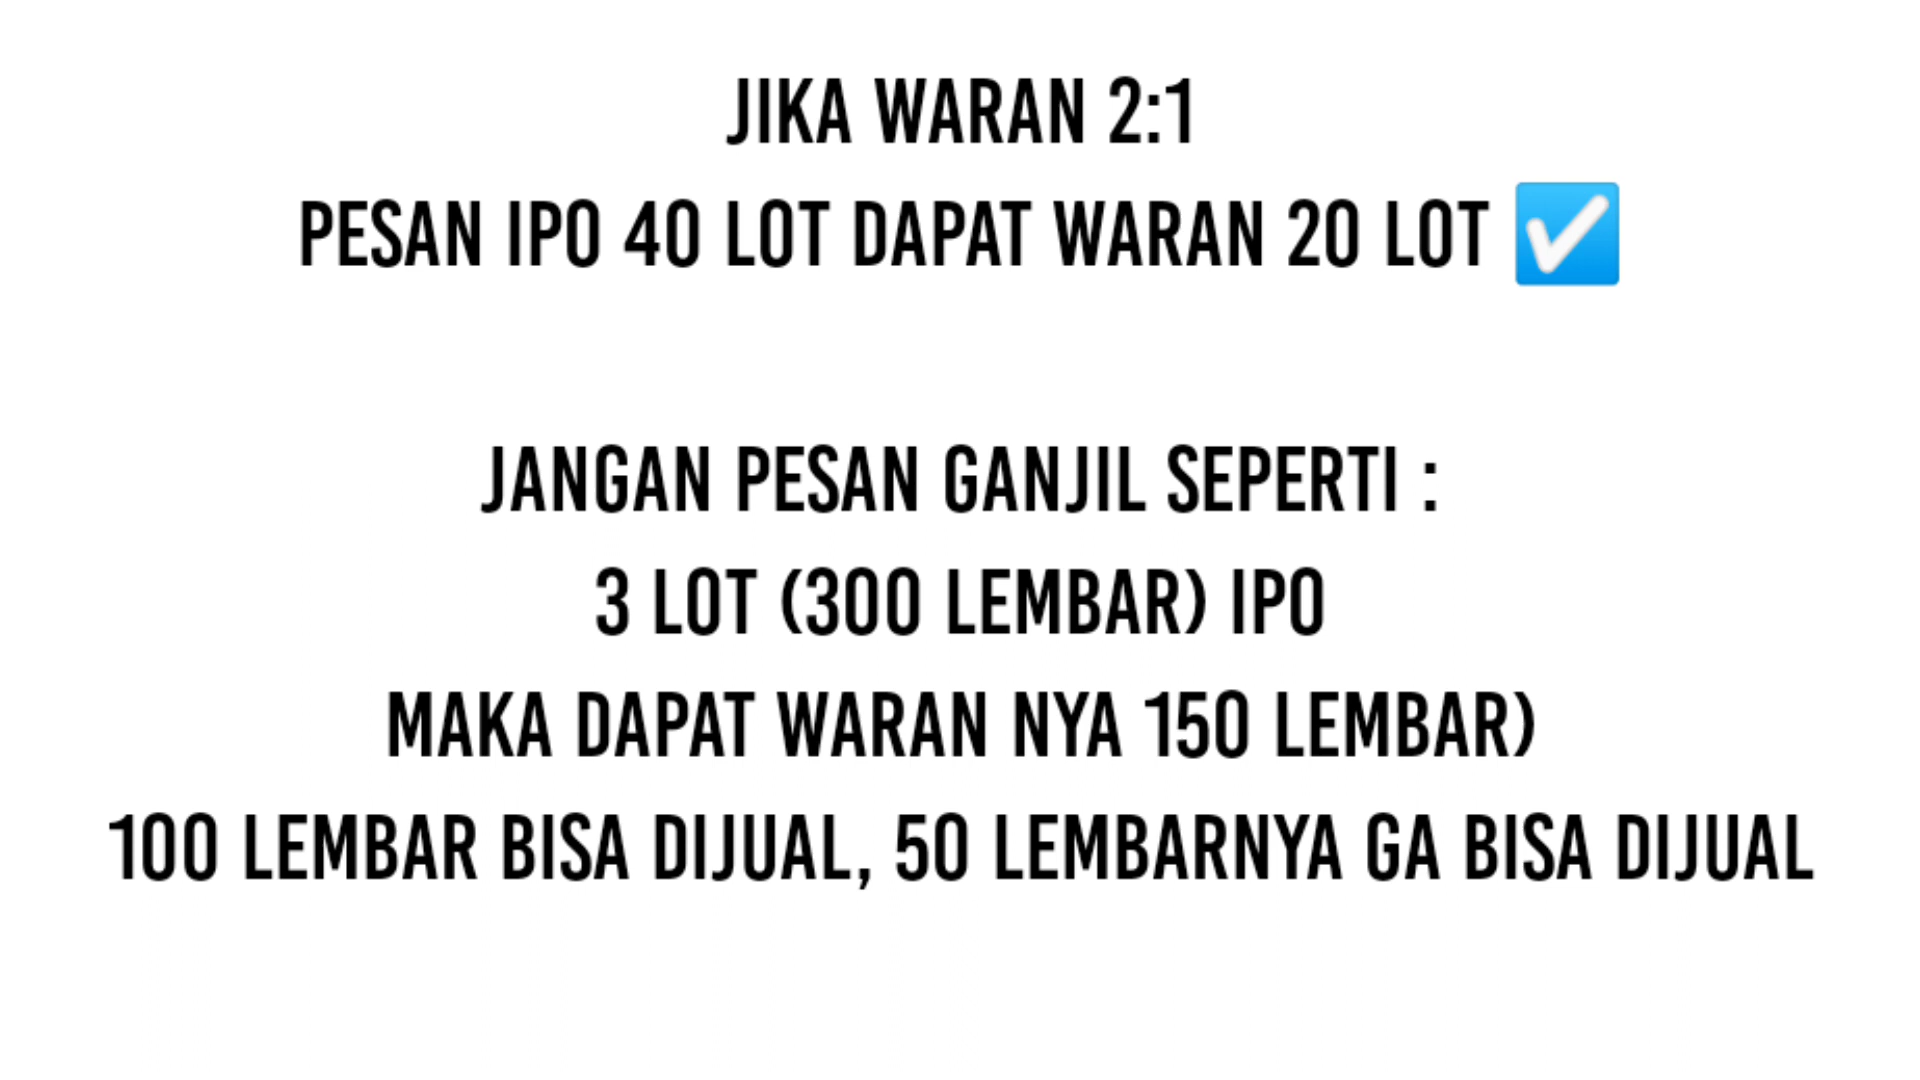 JIKA WARAN 2:1
PESAN IPO 40 LOT DAPAT WARAN 20 LOT ✅
JANGAN PESAN GANJIL SEPERTI :
3 LOT (300 LEMBAR) IPO
MAKA DAPAT WARAN NYA 150 LEMBAR)
100 LEMBAR BISA DIJUAL, 50 LEMBARNYA GA BISA DIJUAL